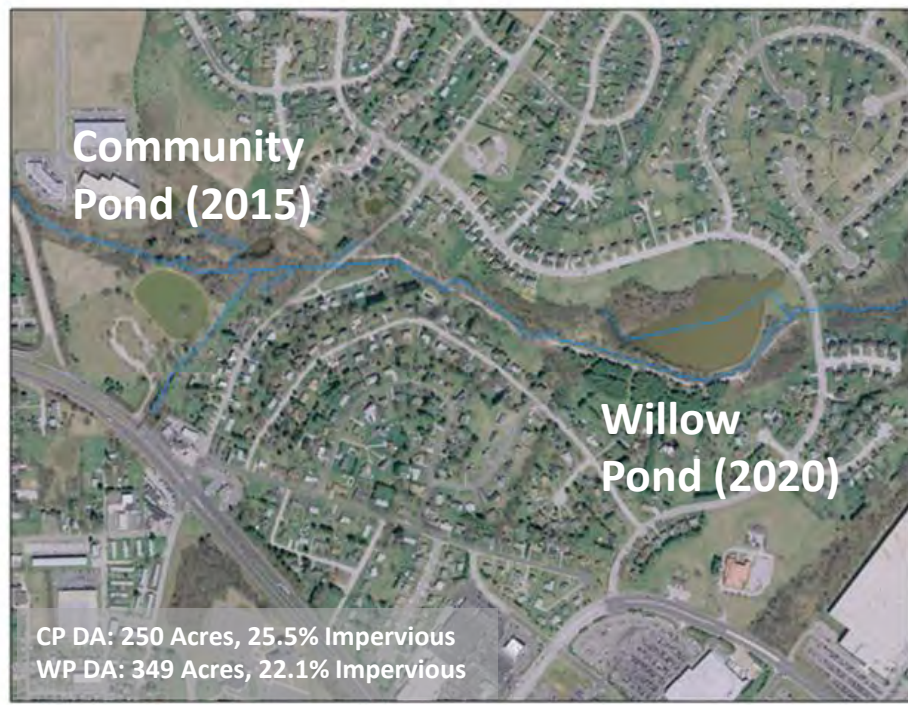 Community
Pond (2015)
Willow
Pond (2020)
CP DA: 250 Acres, 25.5% Impervious
WP DA: 349 Acres, 22.1% Impervious